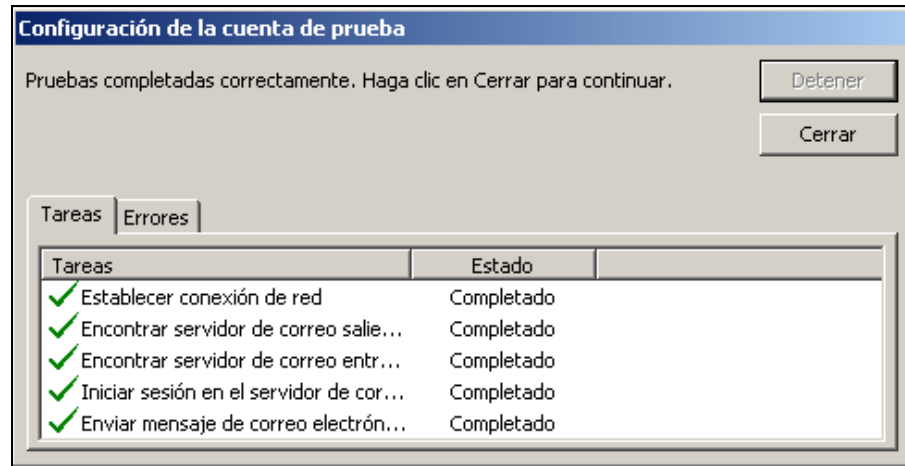 Configuración de la cuenta de prueba
Pruebas completadas correctamente. Haga clic en Cerrar para continuar.
Detener
Cerrar
Tareas Errores
Tareas Estado
Establecer conexión de red Completado
Encontrar servidor de correo salie... Completado
Encontrar servidor de correo entr... Completado
Iniciar sesión en el servidor de cor... Completado
Enviar mensaje de correo electrón... Completado